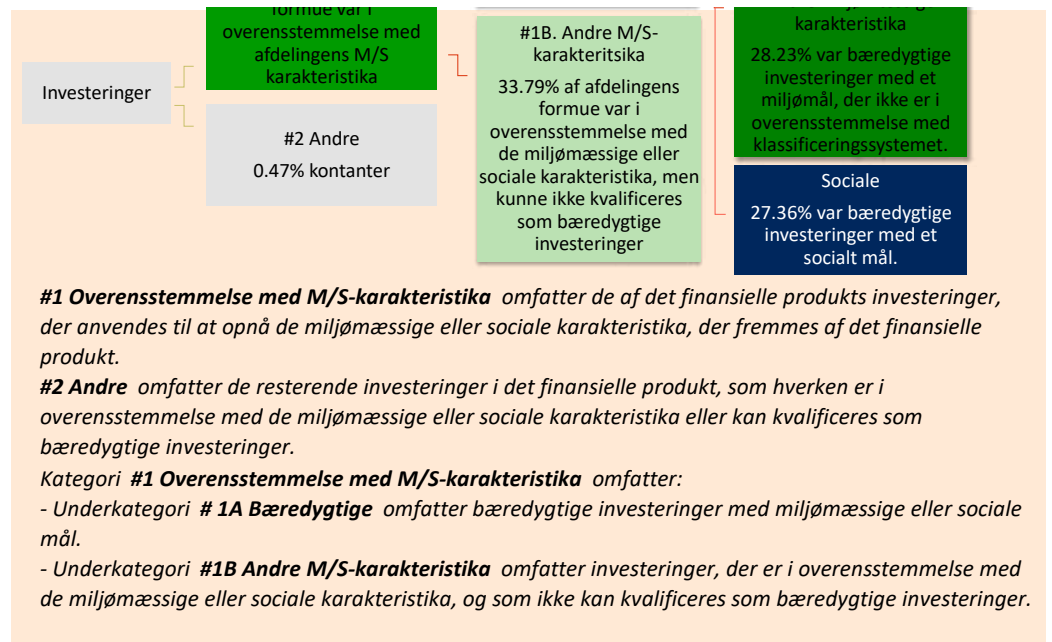 Investeringer
formue var i
overensstemmelse med
afdelingens M/S
karakteristika
#2 Andre
0.47% kontanter
#1B. Andre M/S-
karakteritsika
33.79% af afdelingens
formue var i
overensstemmelse med
de miljømæssige eller
sociale karakteristika, men
kunne ikke kvalificeres
som bæredygtige
investeringer
karakteristika
28.23% var bæredygtige
investeringer med et
miljømål, der ikke er i
overensstemmelse med
klassificeringssystemet.
Sociale
27.36% var bæredygtige
investeringer med et
socialt mål.
#1 Overensstemmelse med M/S-karakteristika omfatter de af det finansielle produkts investeringer,
der anvendes til at opnå de miljømæssige eller sociale karakteristika, der fremmes af det finansielle
produkt.
#2 Andre omfatter de resterende investeringer i det finansielle produkt, som hverken er i
overensstemmelse med de miljømæssige eller sociale karakteristika eller kan kvalificeres som
bæredygtige investeringer.
Kategori #1 Overensstemmelse med M/S-karakteristika omfatter:
- Underkategori # 1A Bæredygtige omfatter bæredygtige investeringer med miljømæssige eller sociale
mål.
- Underkategori #1B Andre M/S-karakteristika omfatter investeringer, der er i overensstemmelse med
de miljømæssige eller sociale karakteristika, og som ikke kan kvalificeres som bæredygtige investeringer.